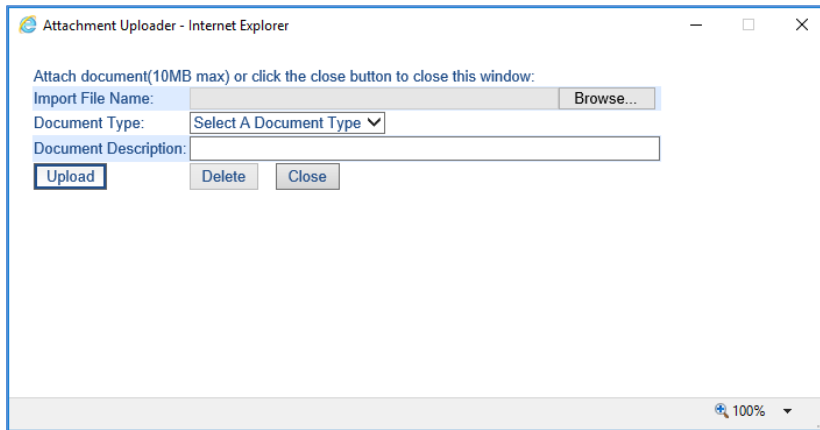 Attachment Uploader - Internet Explorer
Attach document(10MB max) or click the close button to close this window:
Import File Name: Browse...
Document Type: Select A Document Type
Document Description:
Upload Delete Close
100%